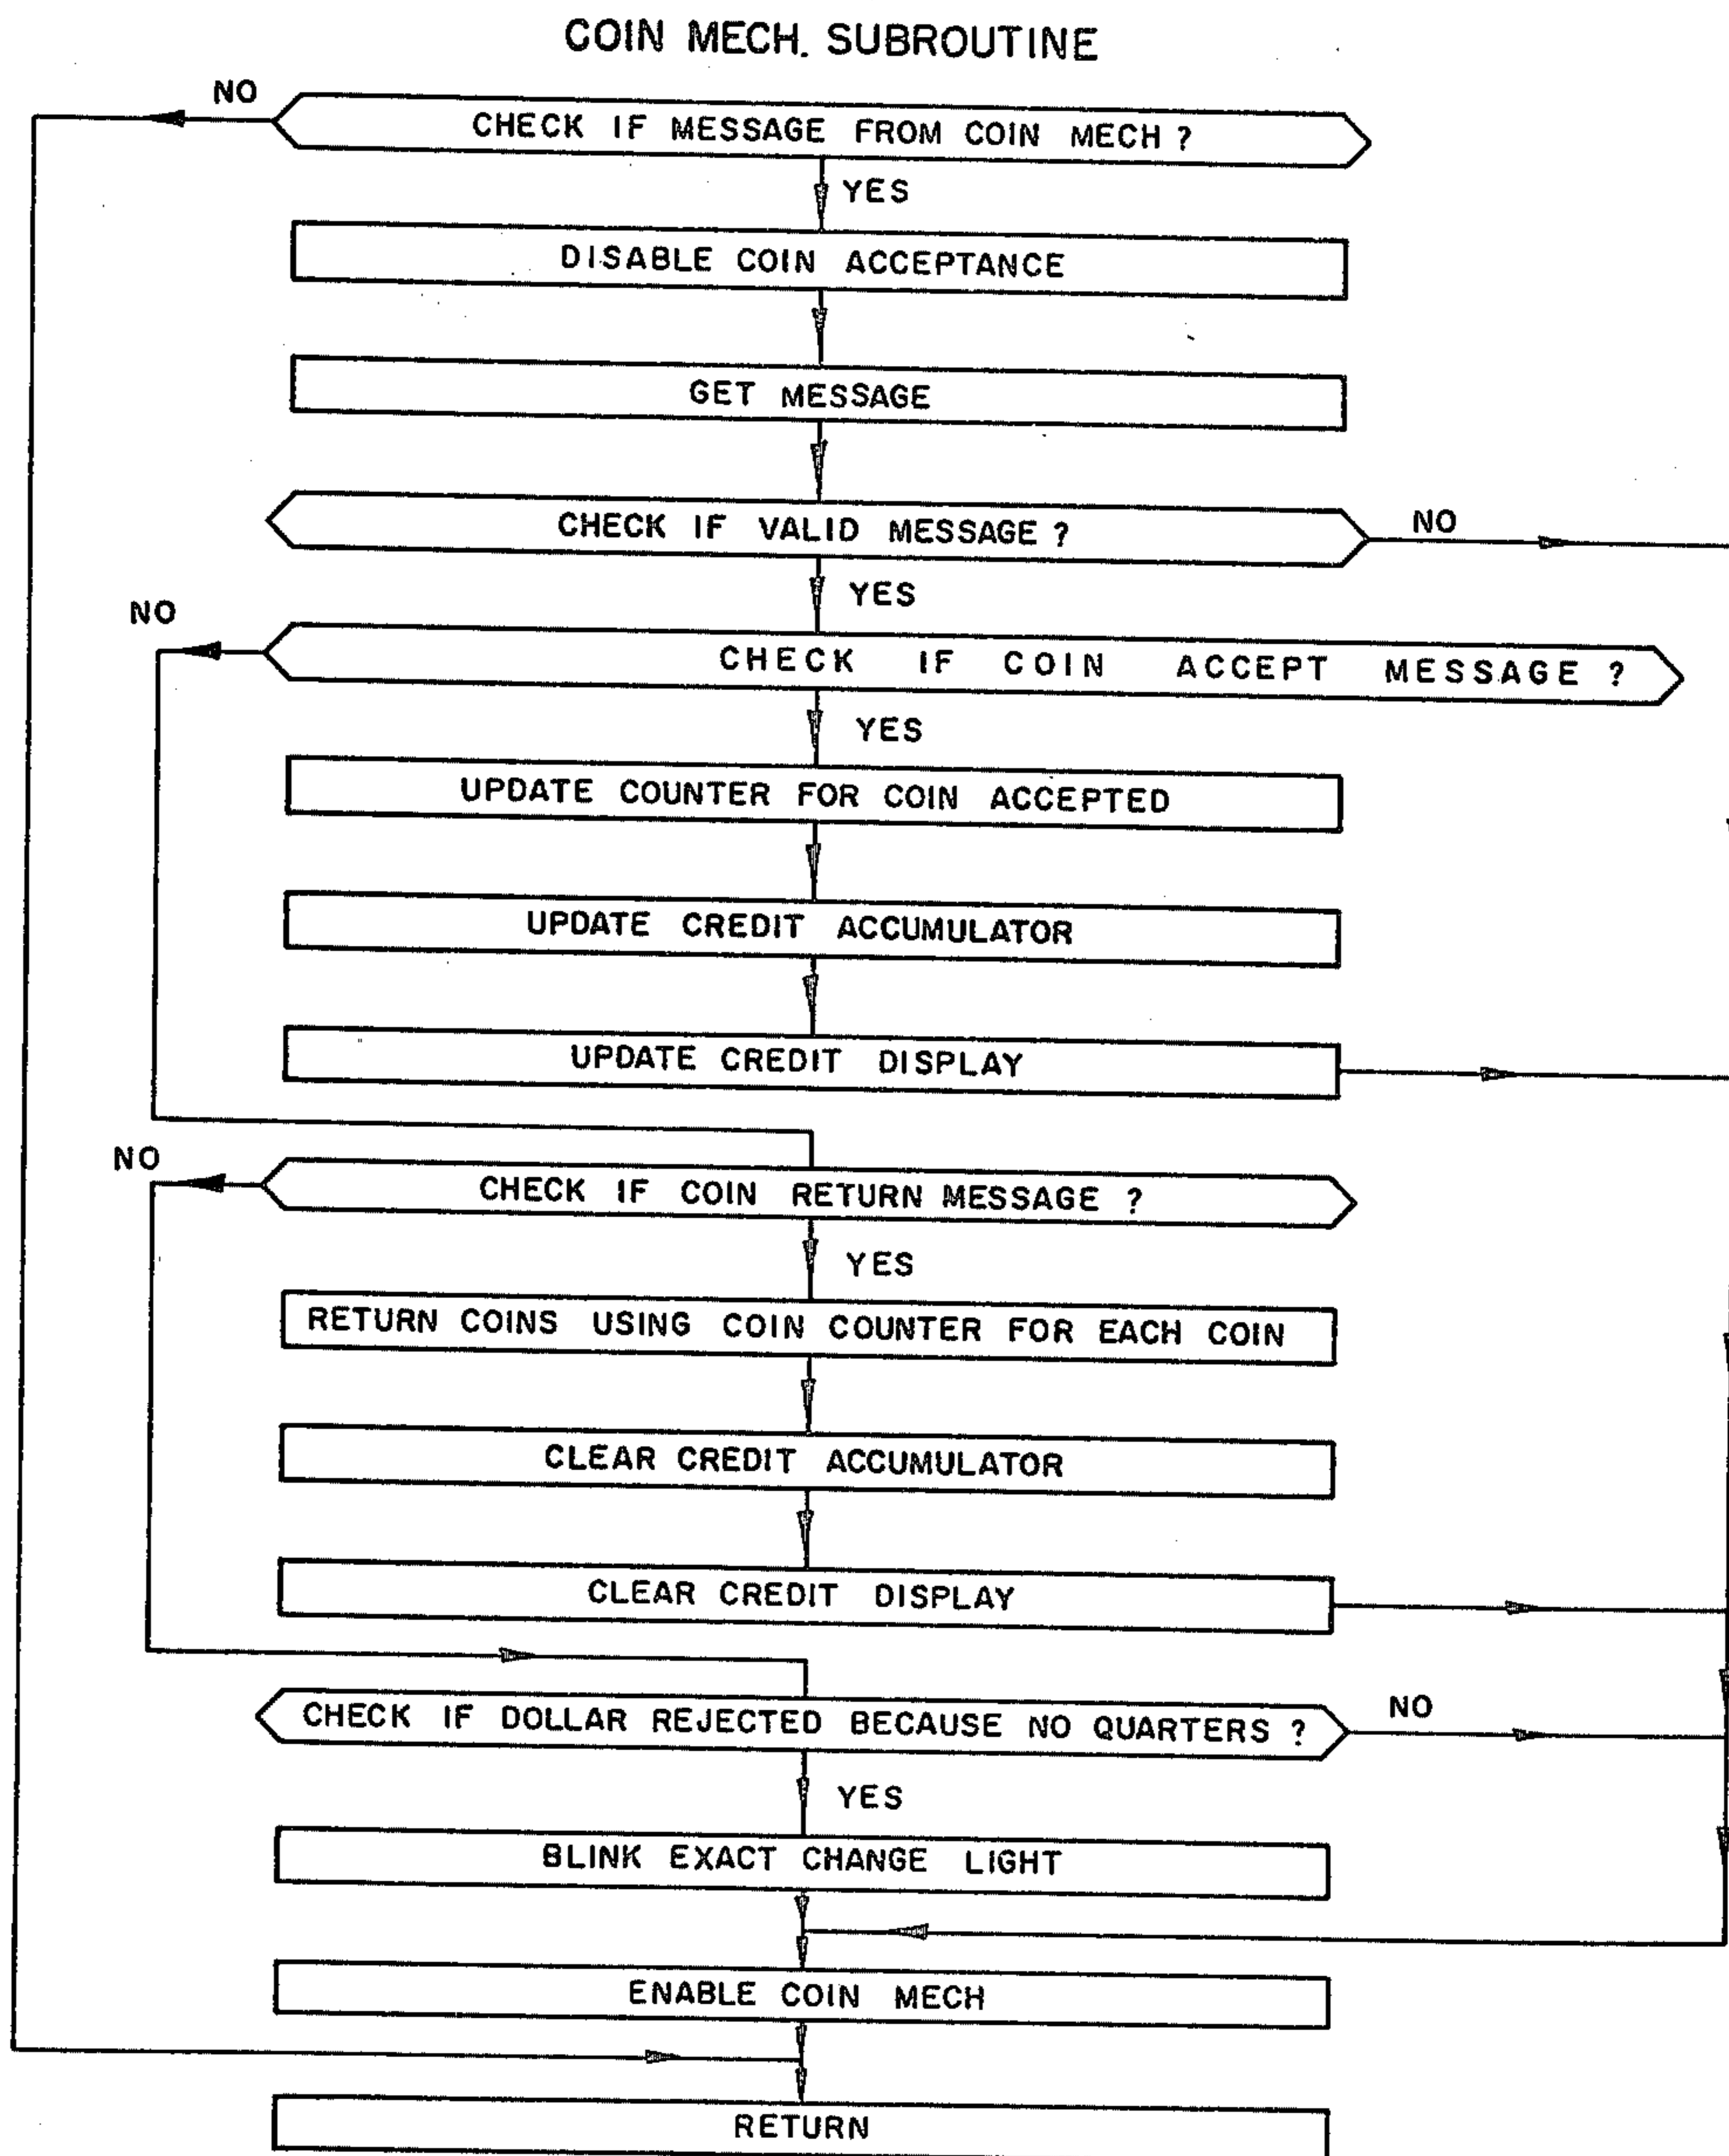 COIN MECH. SUBROUTINE
NO
CHECK IF MESSAGE FROM COIN MECH ?
YES
DISABLE COIN ACCEPTANCE
GET MESSAGE
CHECK IF VALID MESSAGE ?
NO
YES
NO
CHECK IF COIN ACCEPT MESSAGE ?
YES
UPDATE COUNTER FOR COIN ACCEPTED
UPDATE CREDIT ACCUMULATOR
UPDATE CREDIT DISPLAY
NO
CHECK IF COIN RETURN MESSAGE ?
YES
RETURN COINS USING COIN COUNTER FOR EACH COIN
CLEAR CREDIT ACCUMULATOR
CLEAR CREDIT DISPLAY
CHECK IF DOLLAR REJECTED BECAUSE NO QUARTERS ?
NO
YES
BLINK EXACT CHANGE LIGHT
ENABLE COIN MECH
RETURN